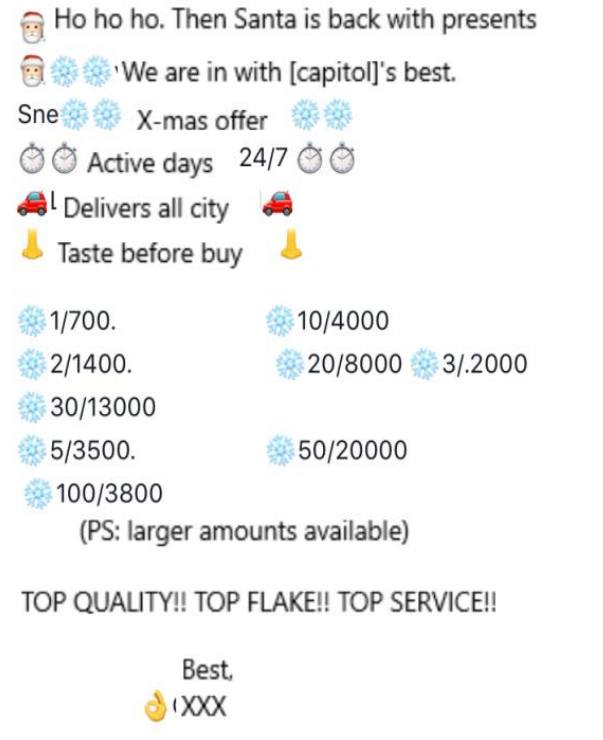 🎅 Ho ho ho. Then Santa is back with presents
🎅❄️❄️'We are in with [capitol]'s best.
Sne❄️❄️ X-mas offer ❄️❄️
⏱️⏱️ Active days 24/7 ⏱️⏱️
🚗 Delivers all city 🚗
👃 Taste before buy 👃
❄️1/700. ❄️10/4000
❄️2/1400. ❄️20/8000 ❄️3/.2000
❄️30/13000
❄️5/3500. ❄️50/20000
❄️100/3800
(PS: larger amounts available)
TOP QUALITY!! TOP FLAKE!! TOP SERVICE!!
Best,
👌(XXX